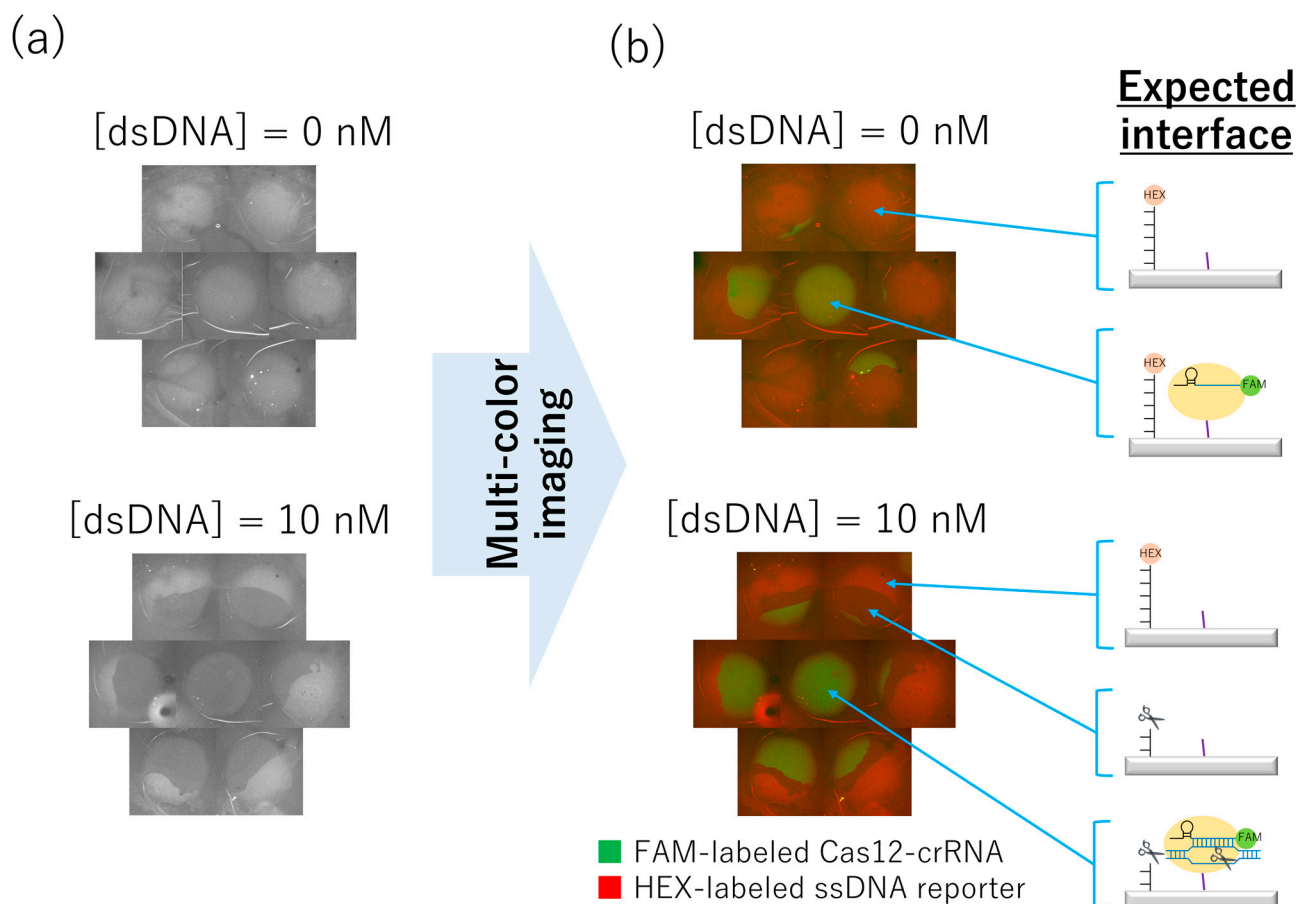 (a)
[dsDNA] = 0 nM
[dsDNA] = 10 nM
Multi-color
imaging
(b)
Expected
interface
[dsDNA] = 0 nM
HEX
HEX
FAM
[dsDNA] = 10 nM
HEX
FAM
FAM-labeled Cas12-crRNA
HEX-labeled ssDNA reporter